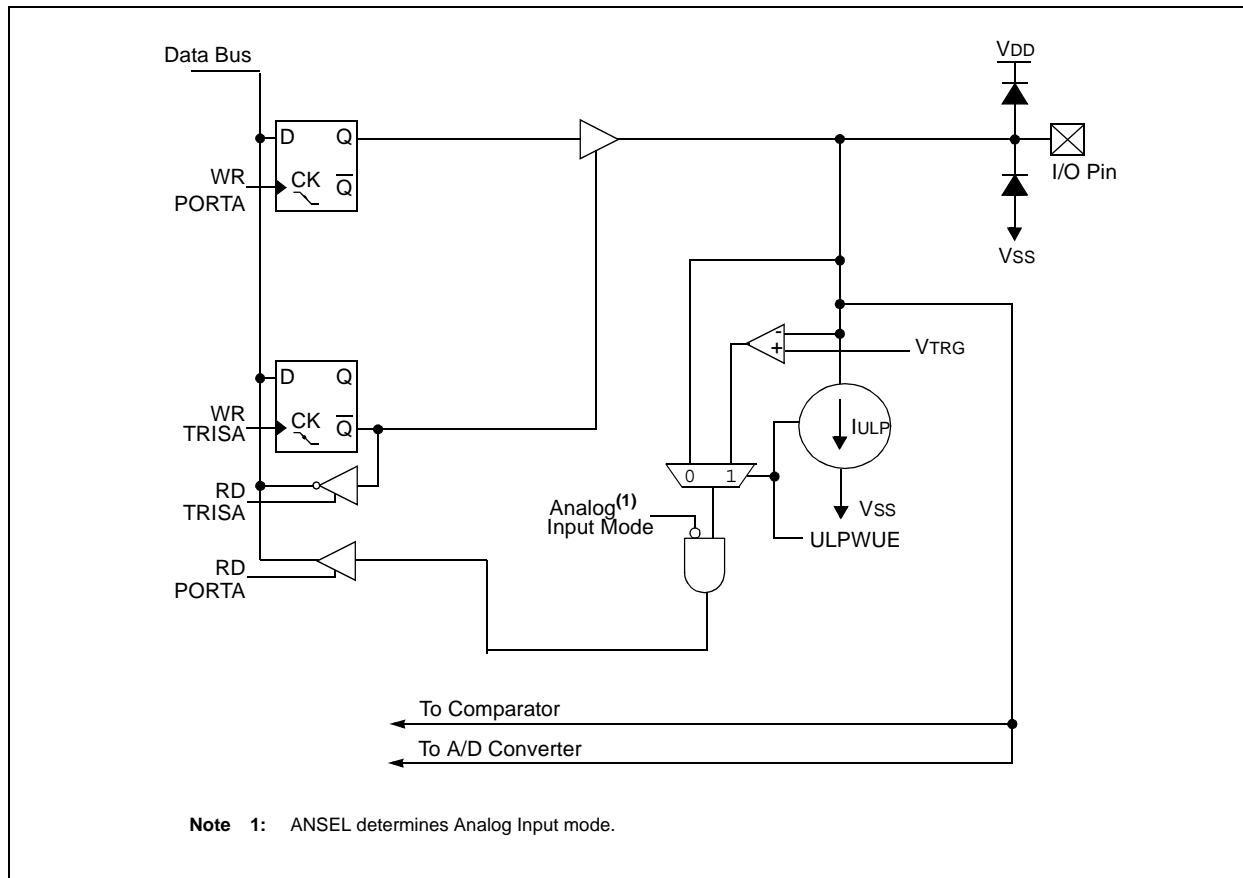 Data Bus
VDD
D Q
WR
PORTA
CK Q
I/O Pin
VSS
- 
+
VTRG
D Q
WR
TRISA
CK Q
IULP
0 1
RD
TRISA
Analog(1)
Input Mode
VSS
ULPWUE
RD
PORTA
To Comparator
To A/D Converter
Note 1: ANSEL determines Analog Input mode.